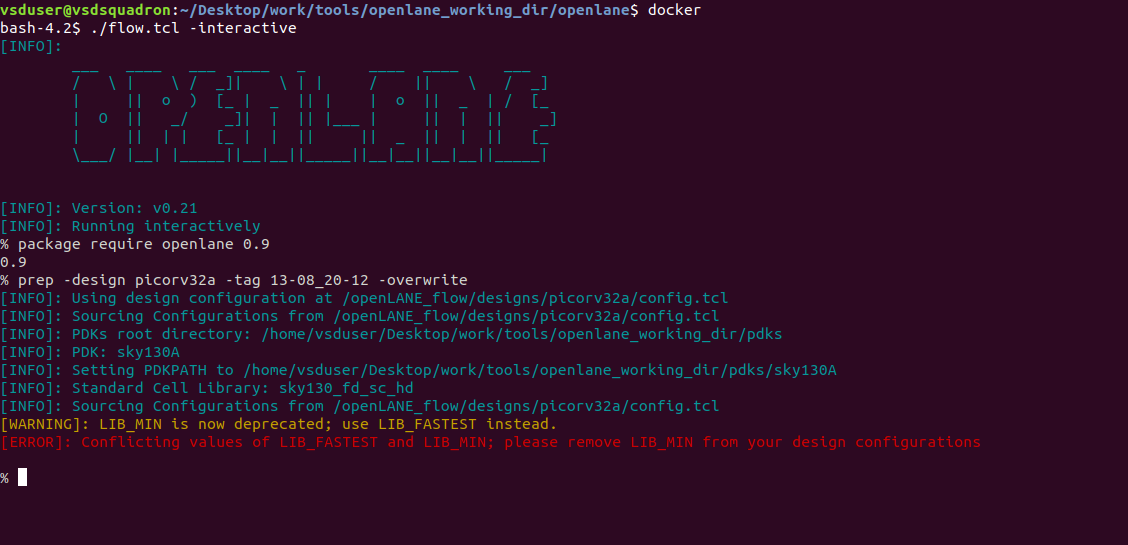 vsduser@vsdsquadron:~/Desktop/work/tools/openlane_working_dir/openlane$ docker
bash-4.2$ ./flow.tcl -interactive
[INFO]:
OPENLANE
[INFO]: Version: v0.21
[INFO]: Running interactively
% package require openlane 0.9
0.9
% prep -design picorv32a -tag 13-08_20-12 -overwrite
[INFO]: Using design configuration at /openLANE_flow/designs/picorv32a/config.tcl
[INFO]: Sourcing Configurations from /openLANE_flow/designs/picorv32a/config.tcl
[INFO]: PDKs root directory: /home/vsduser/Desktop/work/tools/openlane_working_dir/pdks
[INFO]: PDK: sky130A
[INFO]: Setting PDKPATH to /home/vsduser/Desktop/work/tools/openlane_working_dir/pdks/sky130A
[INFO]: Standard Cell Library: sky130_fd_sc_hd
[INFO]: Sourcing Configurations from /openLANE_flow/designs/picorv32a/config.tcl
[WARNING]: LIB_MIN is now deprecated; use LIB_FASTEST instead.
[ERROR]: Conflicting values of LIB_FASTEST and LIB_MIN; please remove LIB_MIN from your design configurations
%